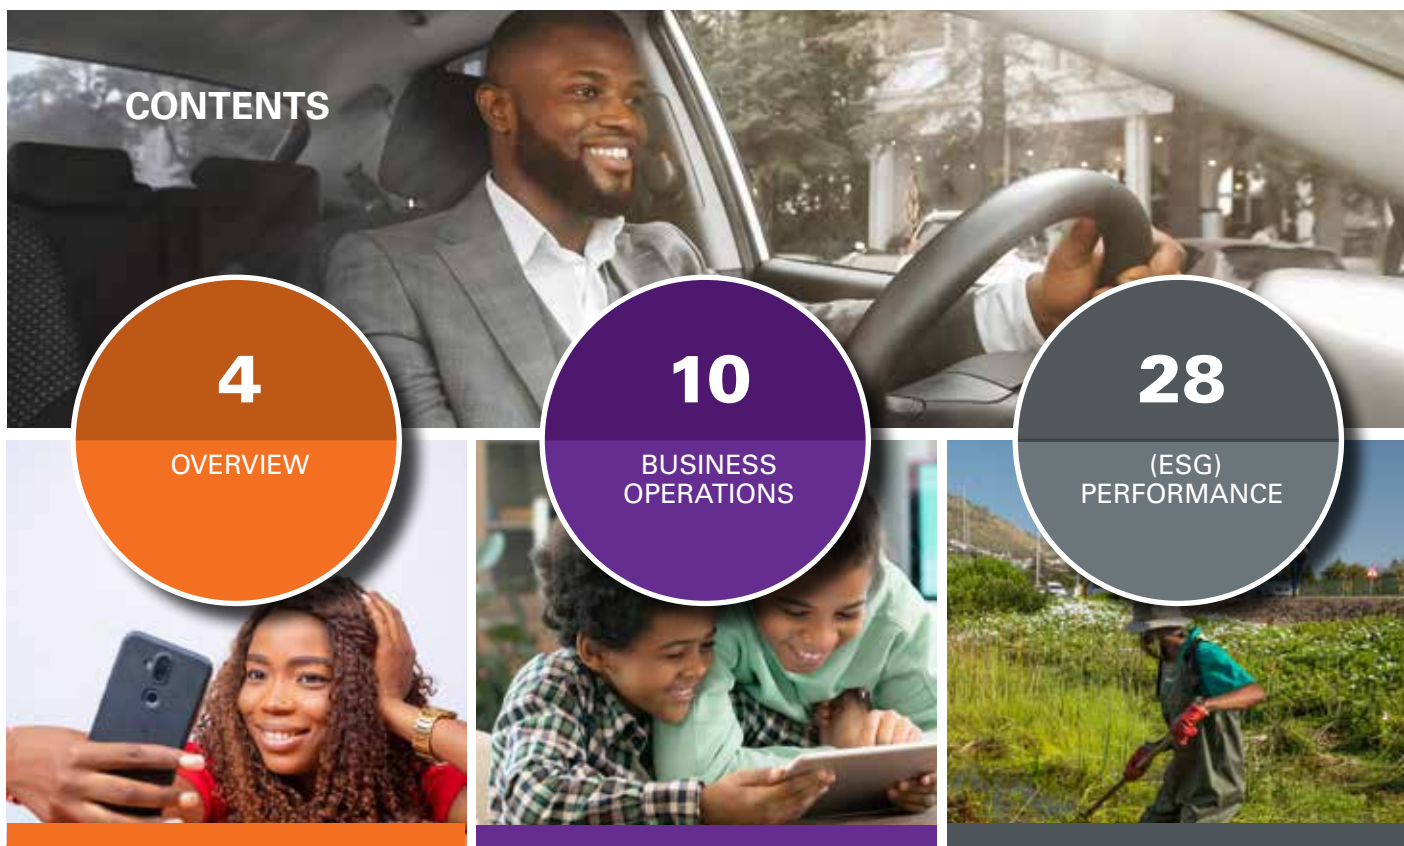 CONTENTS
4
OVERVIEW
10
BUSINESS
OPERATIONS
28
(ESG)
PERFORMANCE